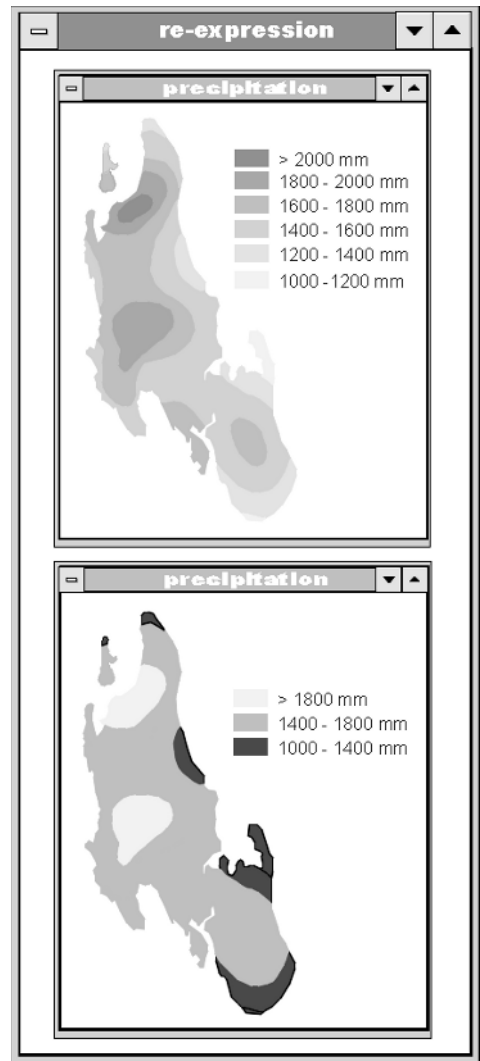 re-expression
precipitation
> 2000 mm
1800 - 2000 mm
1600 - 1800 mm
1400 - 1600 mm
1200 - 1400 mm
1000 -1200 mm
precipitation
> 1800 mm
1400 - 1800 mm
1000 - 1400 mm